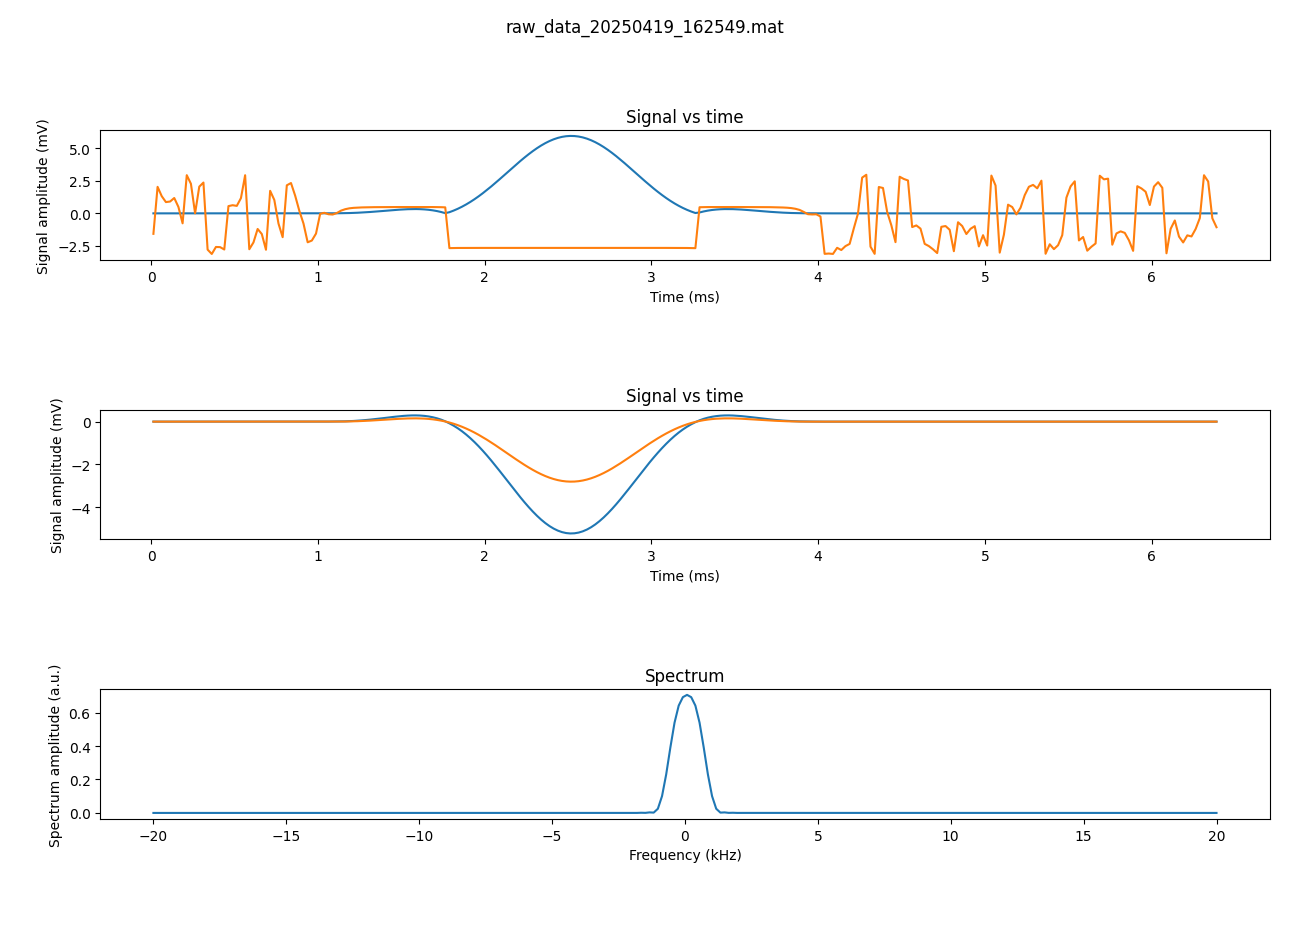 raw_data_20250419_162549.mat
Signal vs time
Signal amplitude (mV)
5.0
2.5
0.0
−2.5
0 1 2 3 4 5 6
Time (ms)
Signal vs time
Signal amplitude (mV)
0
−2
−4
0 1 2 3 4 5 6
Time (ms)
Spectrum
Spectrum amplitude (a.u.)
0.6
0.4
0.2
0.0
−20 −15 −10 −5 0 5 10 15 20
Frequency (kHz)